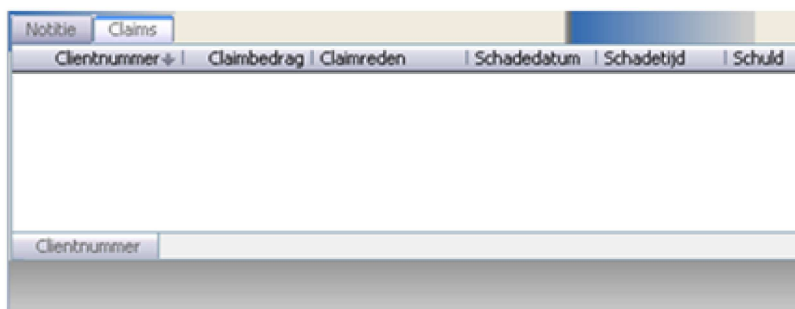 Notitie Claims
Clientnummer Claimbedrag Claimreden Schadedatum Schadetijd Schuld
Clientnummer